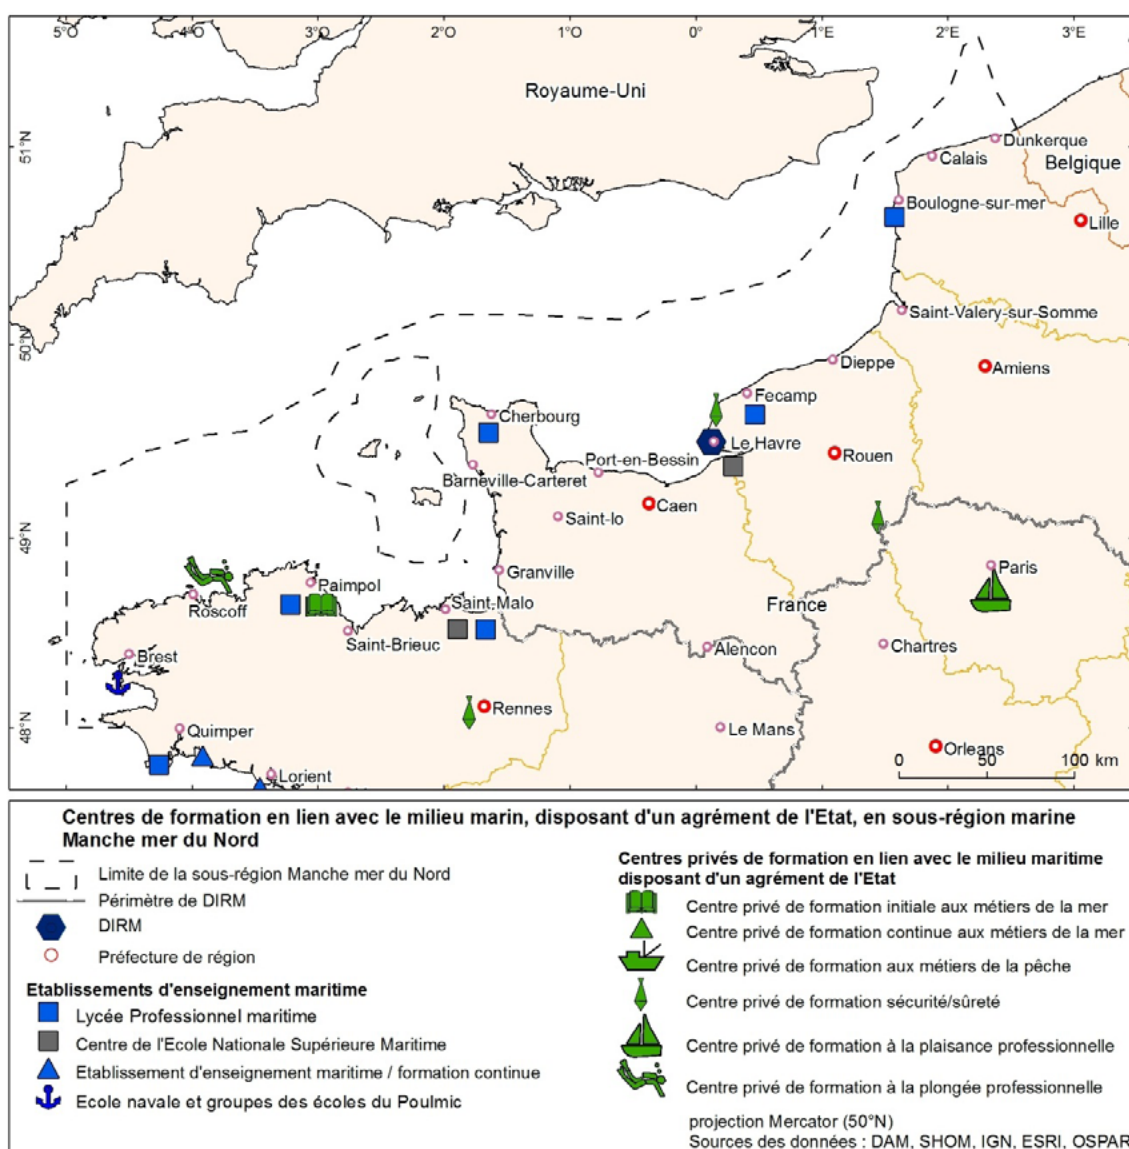 5°O 4°O 3°O 2°O 1°O 0° 1°E 2°E 3°E
Royaume-Uni
51°N
Dunkerque
Calais
Belgique
Boulogne-sur-mer
Lille
Saint-Valery-sur-Somme
50°N
Dieppe
Amiens
Fecamp
Cherbourg
Le Havre
Port-en-Bessin
Rouen
Barneville-Carteret
Caen
Saint-lo
49°N
Granville
Paris
Paimpol
Roscoff
Saint-Malo
France
Saint-Brieuc
Brest
Alencon
Chartres
Rennes
48°N
Quimper
Le Mans
Orleans
Lorient
0 50 100 km
Centres de formation en lien avec le milieu marin, disposant d'un agrément de l'Etat, en sous-région marine
Manche mer du Nord
Limite de la sous-région Manche mer du Nord
Périmètre de DIRM
DIRM
Préfecture de région
Etablissements d'enseignement maritime
Lycée Professionnel maritime
Centre de l'Ecole Nationale Supérieure Maritime
Etablissement d'enseignement maritime / formation continue
Ecole navale et groupes des écoles du Poulmic
Centres privés de formation en lien avec le milieu maritime
disposant d'un agrément de l'Etat
Centre privé de formation initiale aux métiers de la mer
Centre privé de formation continue aux métiers de la mer
Centre privé de formation aux métiers de la pêche
Centre privé de formation sécurité/sûreté
Centre privé de formation à la plaisance professionnelle
Centre privé de formation à la plongée professionnelle
projection Mercator (50°N)
Sources des données : DAM, SHOM, IGN, ESRI, OSPAR